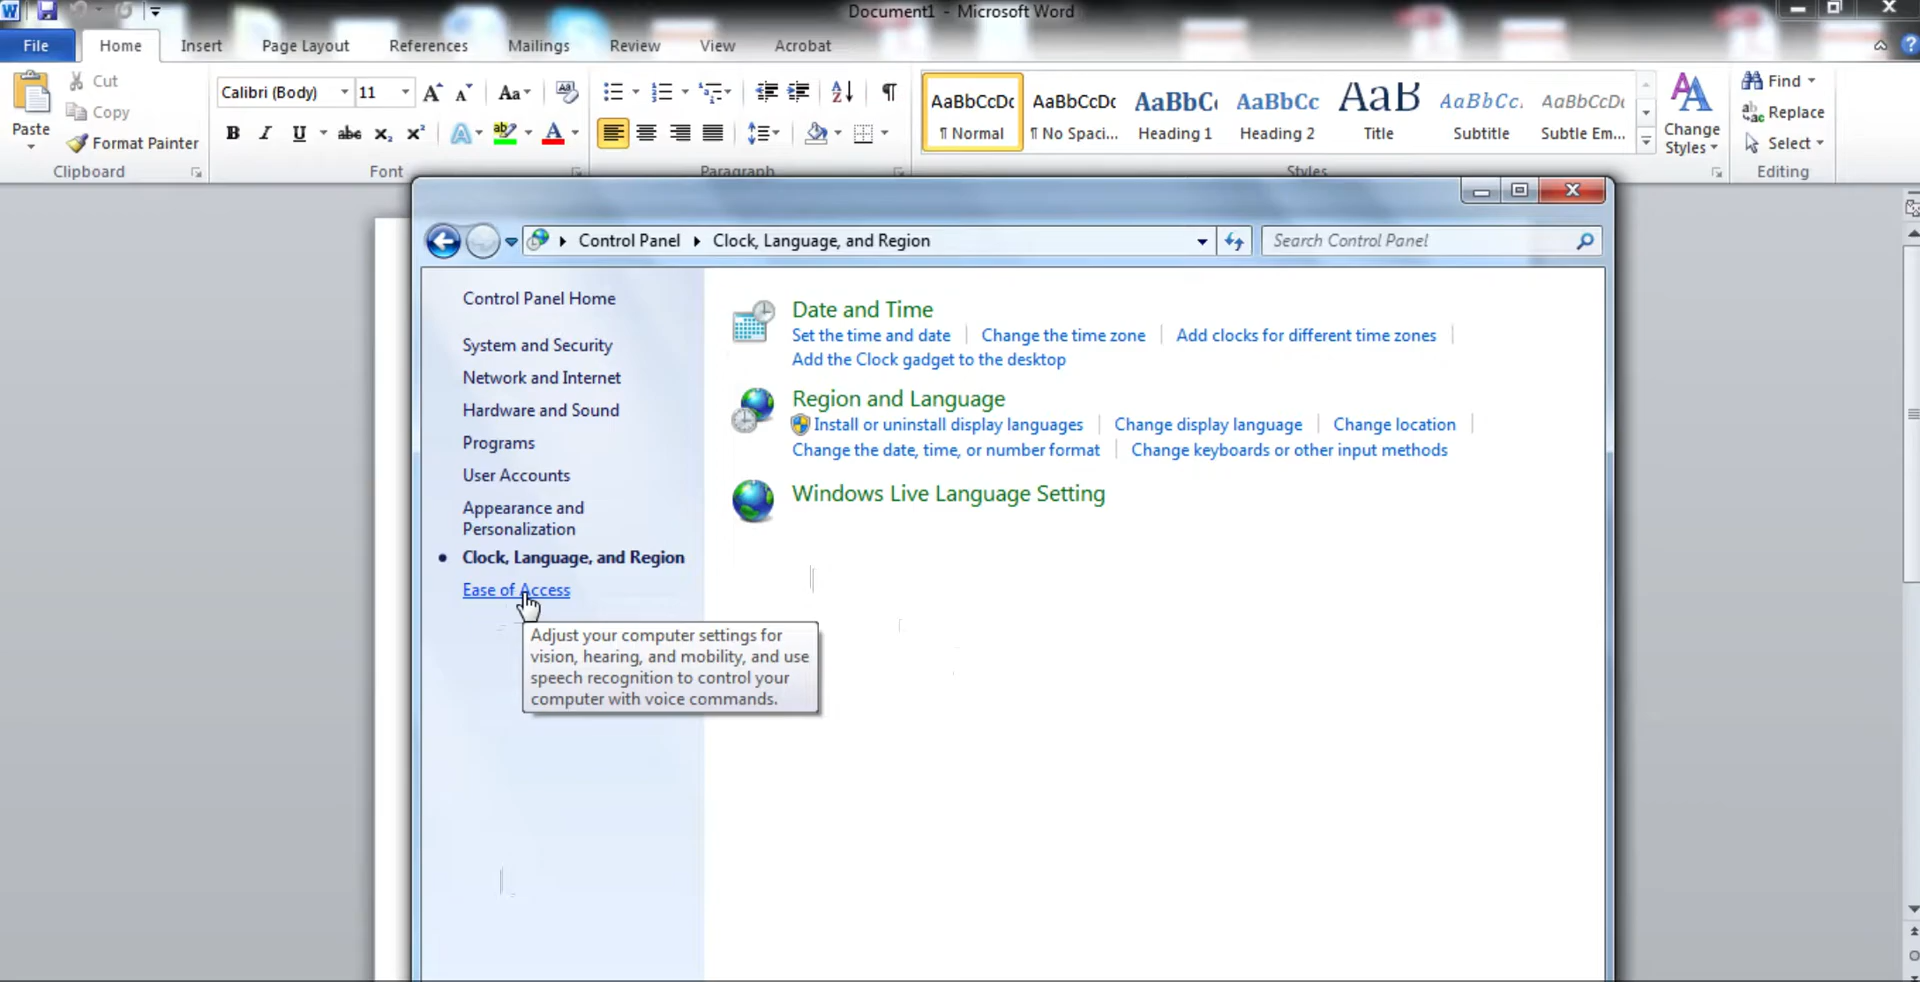 Document1 - Microsoft Word
File Home Insert Page Layout References Mailings Review View Acrobat
Cut
Copy
Paste
Format Painter
Clipboard
Calibri (Body) 11
Font
Paragraph
AaBbCcDc AaBbCcDc AaBbC AaBbCc AaB AaBbCc. AaBbCcDc
¶ Normal ¶ No Spaci... Heading 1 Heading 2 Title Subtitle Subtle Em...
Styles
Change
Styles
Find
Replace
Select
Editing
Control Panel Clock, Language, and Region
Search Control Panel
Control Panel Home
System and Security
Network and Internet
Hardware and Sound
Programs
User Accounts
Appearance and
Personalization
Clock, Language, and Region
Ease of Access
Adjust your computer settings for
vision, hearing, and mobility, and use
speech recognition to control your
computer with voice commands.
Date and Time
Set the time and date Change the time zone Add clocks for different time zones
Add the Clock gadget to the desktop
Region and Language
Install or uninstall display languages Change display language Change location
Change the date, time, or number format Change keyboards or other input methods
Windows Live Language Setting